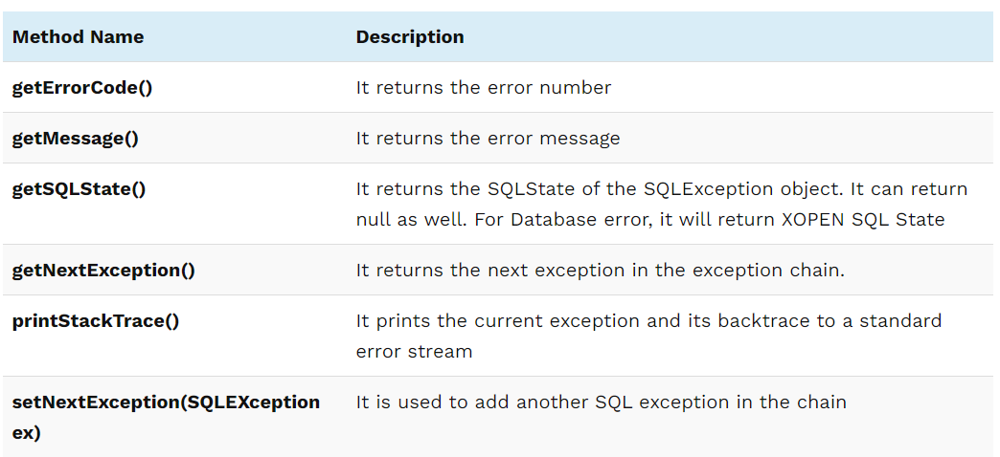 Method Name Description
getErrorCode() It returns the error number
getMessage() It returns the error message
getSQLState() It returns the SQLState of the SQLException object. It can return
null as well. For Database error, it will return XOPEN SQL State
getNextException() It returns the next exception in the exception chain.
printStackTrace() It prints the current exception and its backtrace to a standard
error stream
setNextException(SQLEXception It is used to add another SQL exception in the chain
ex)